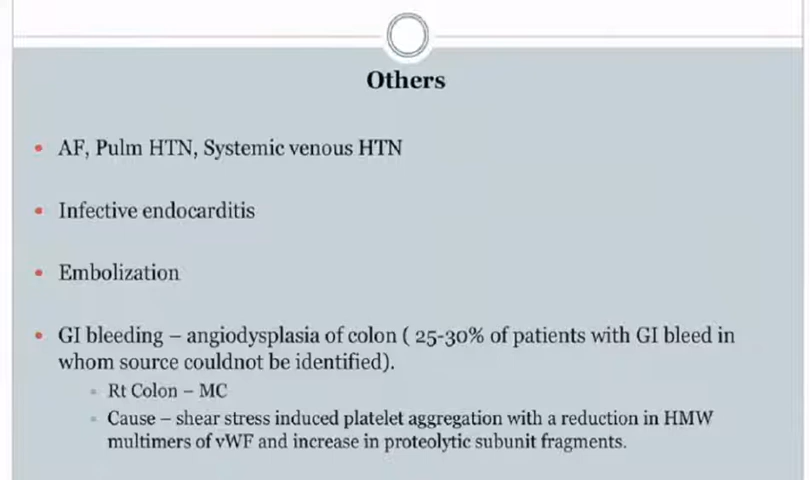 Others
AF, Pulm HTN, Systemic venous HTN
Infective endocarditis
Embolization
GI bleeding – angiodysplasia of colon ( 25-30% of patients with GI bleed in
whom source couldnot be identified).
Rt Colon – MC
Cause – shear stress induced platelet aggregation with a reduction in HMW
multimers of vWF and increase in proteolytic subunit fragments.